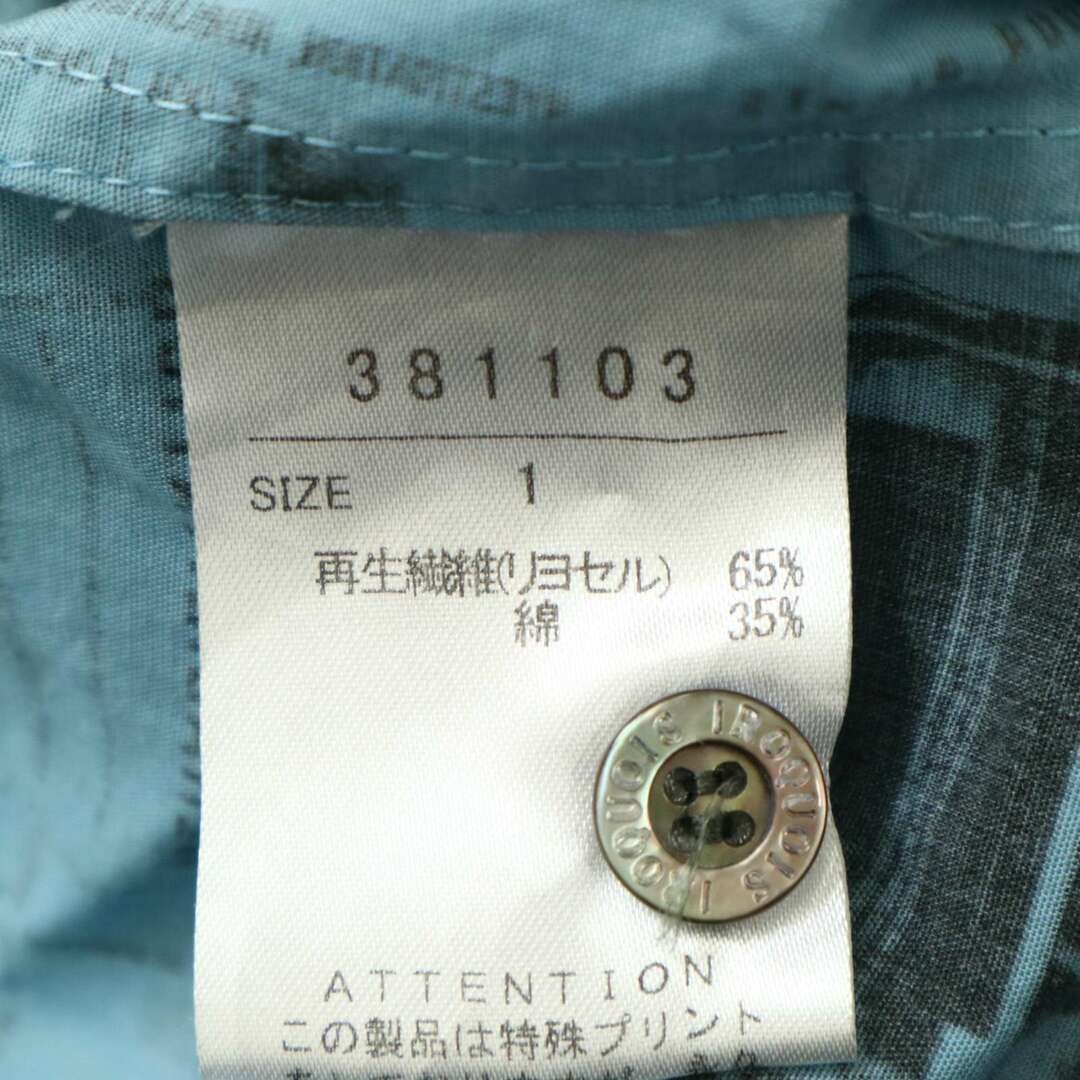 381103
SIZE 1
再生繊維(リヨセル) 65%
綿 35%
IROQUOIS IROQUOIS
ATTENTION
この製品は特殊プリント